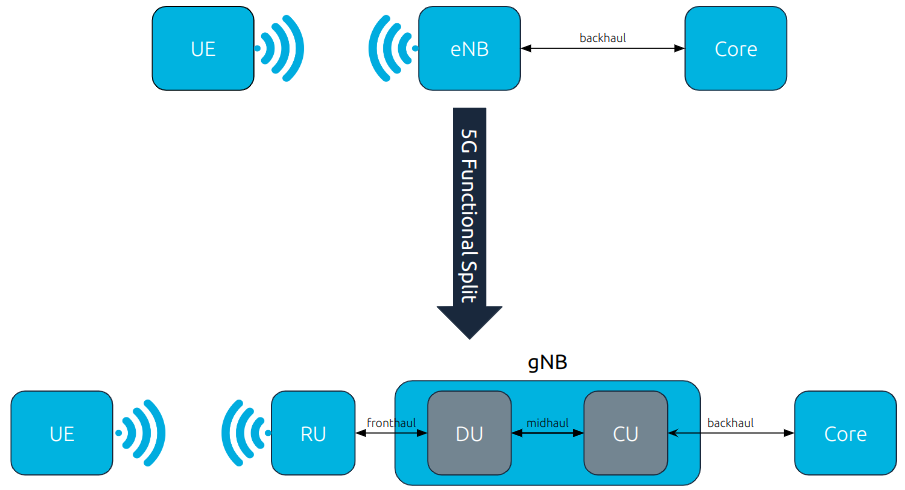 UE
eNB
backhaul
Core
5G Functional Split
gNB
UE
RU
fronthaul
DU
midhaul
CU
backhaul
Core